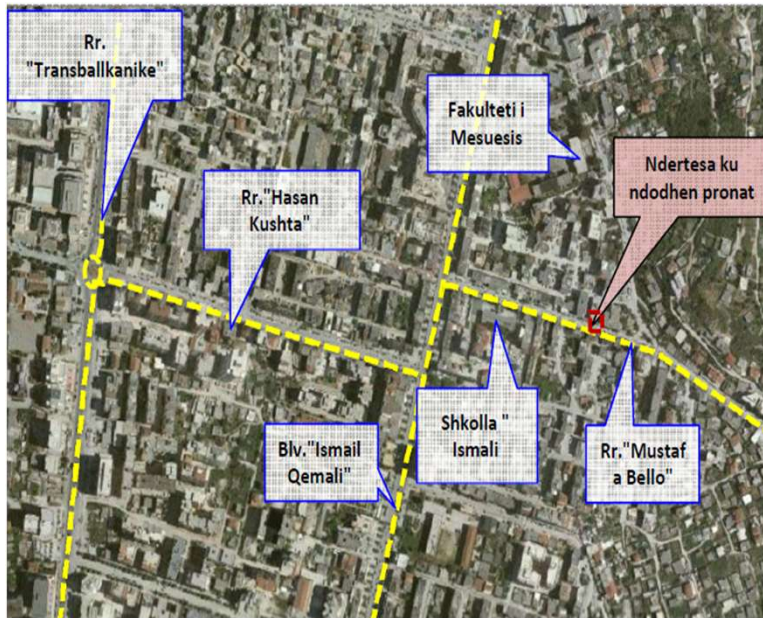 Rr.
"Transballkanike"
Fakulteti i
Mesuesis
Ndertesa ku
ndodhen pronat
Rr."Hasan
Kushta"
Shkolla "
Ismali
Blv."Ismail
Qemali"
Rr."Mustaf
a Bello"